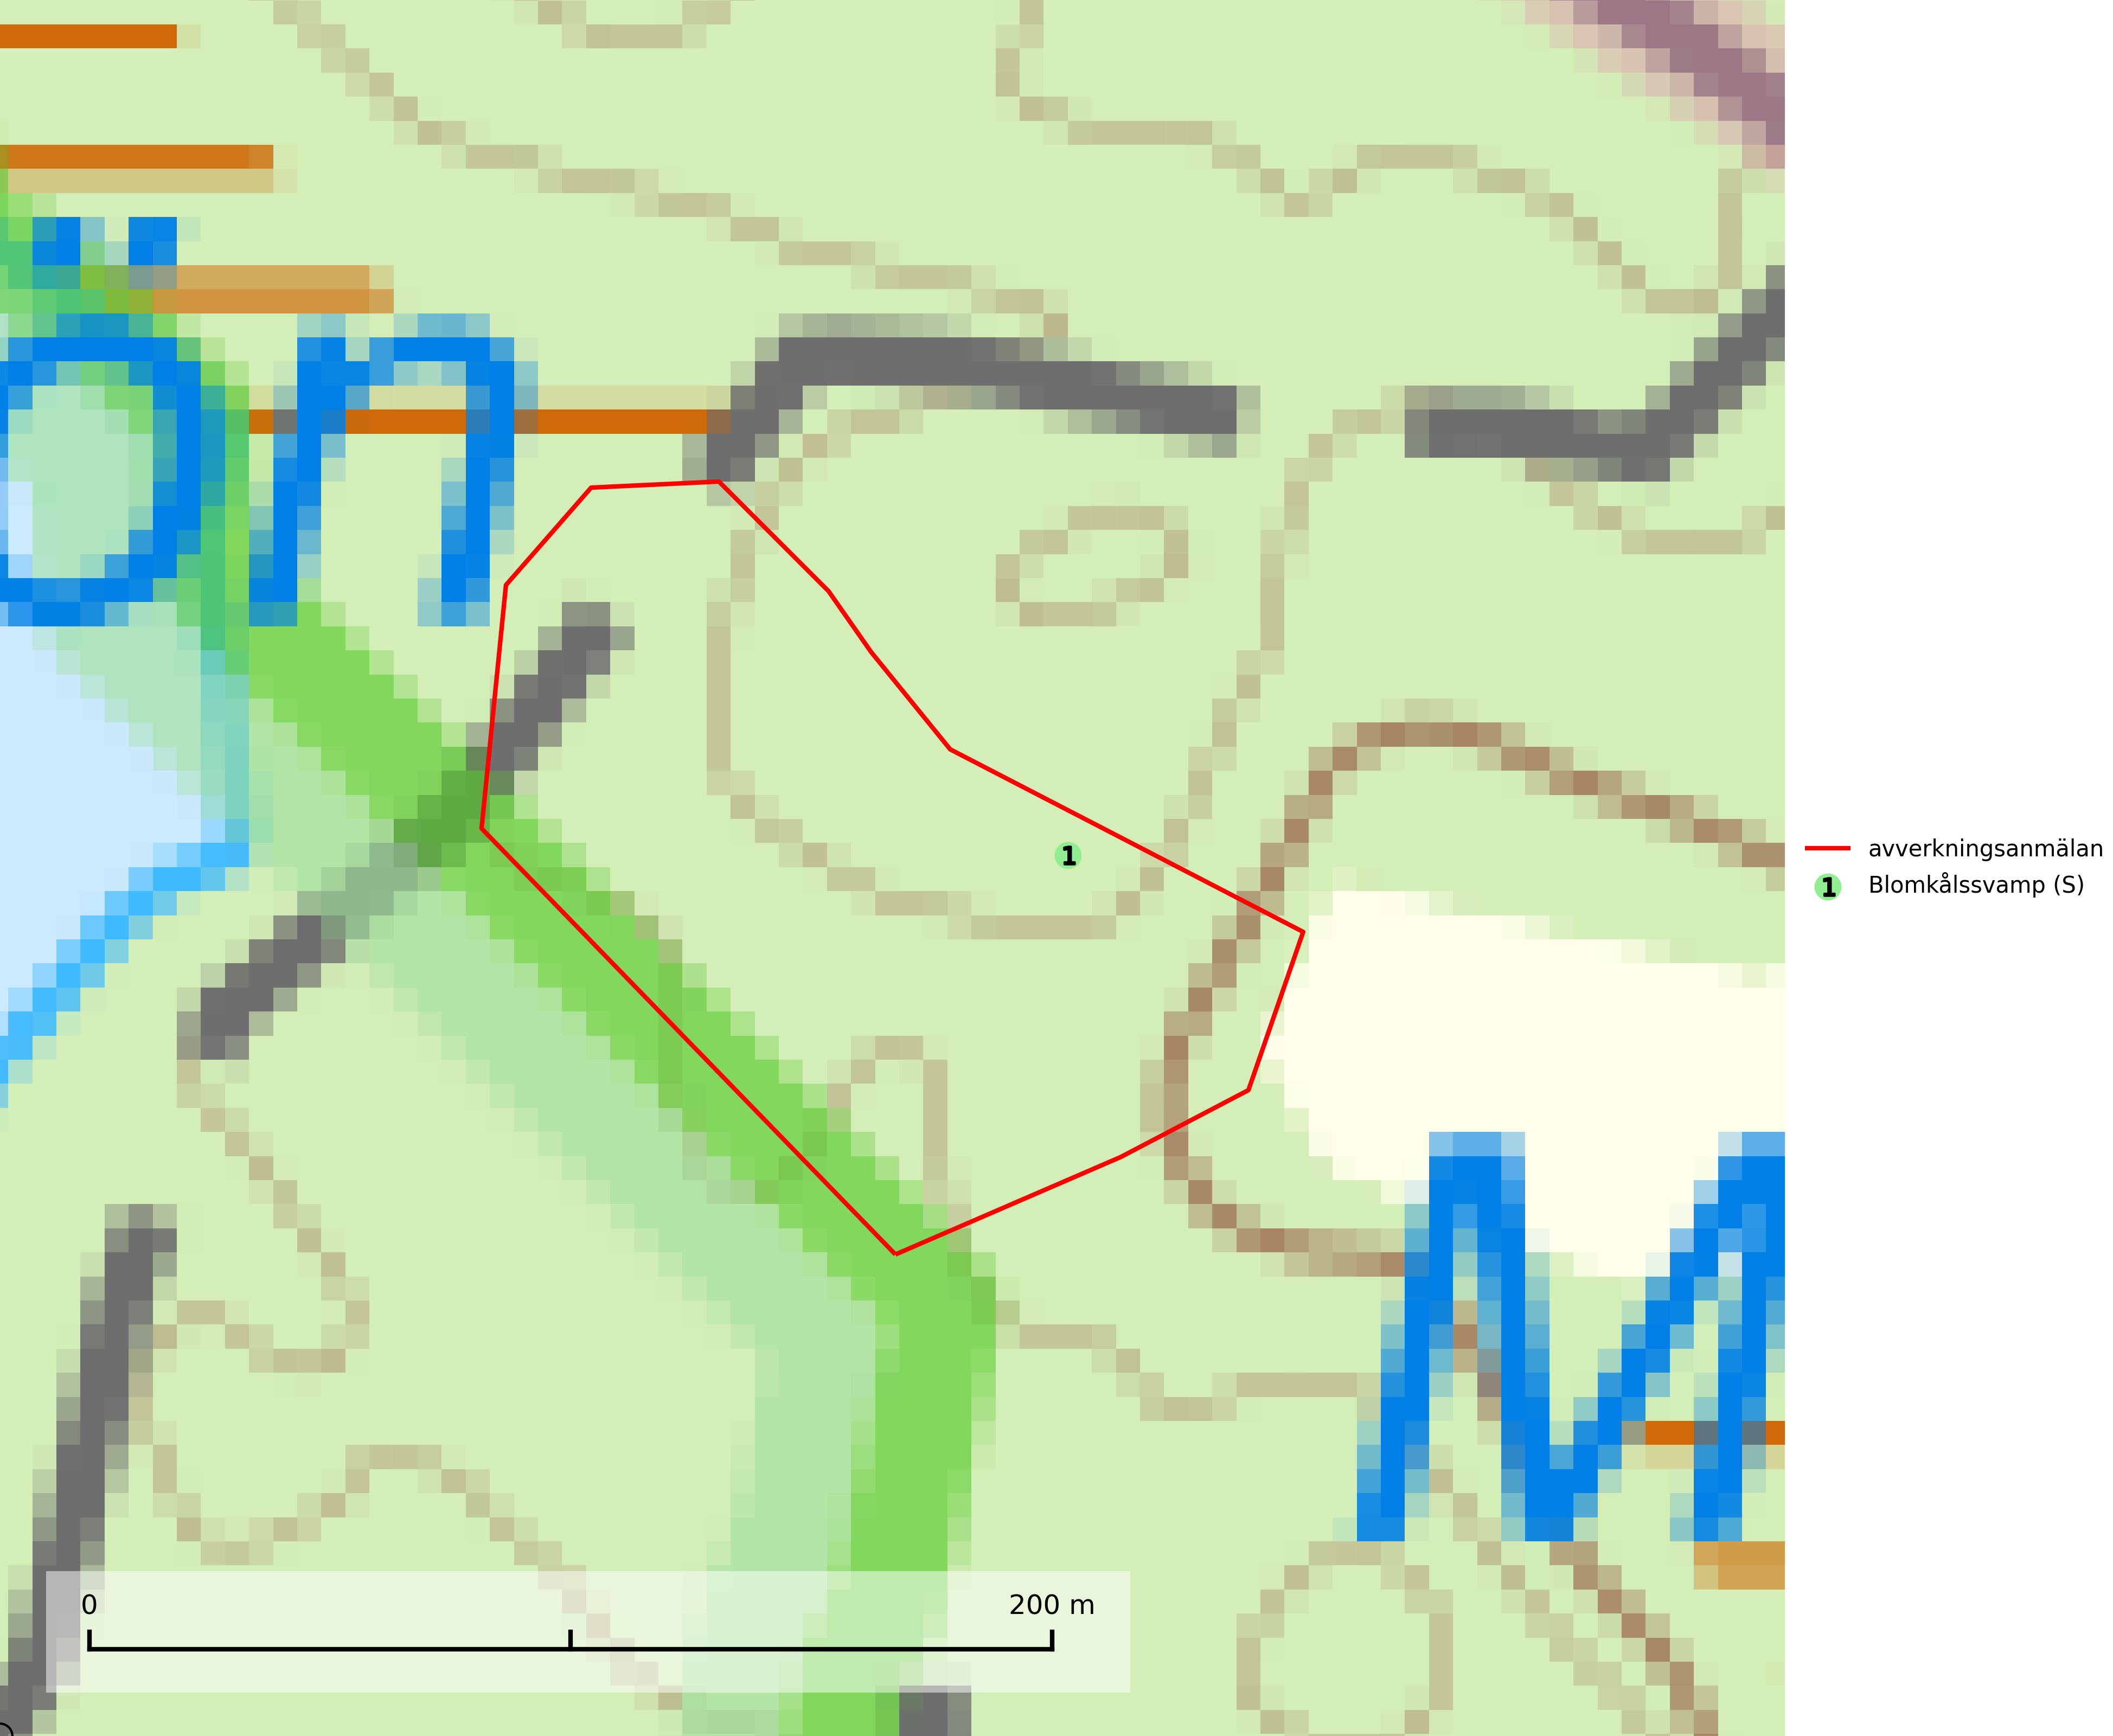 1
avverkningsanmälan
1 Blomkålssvamp (S)
0 200 m